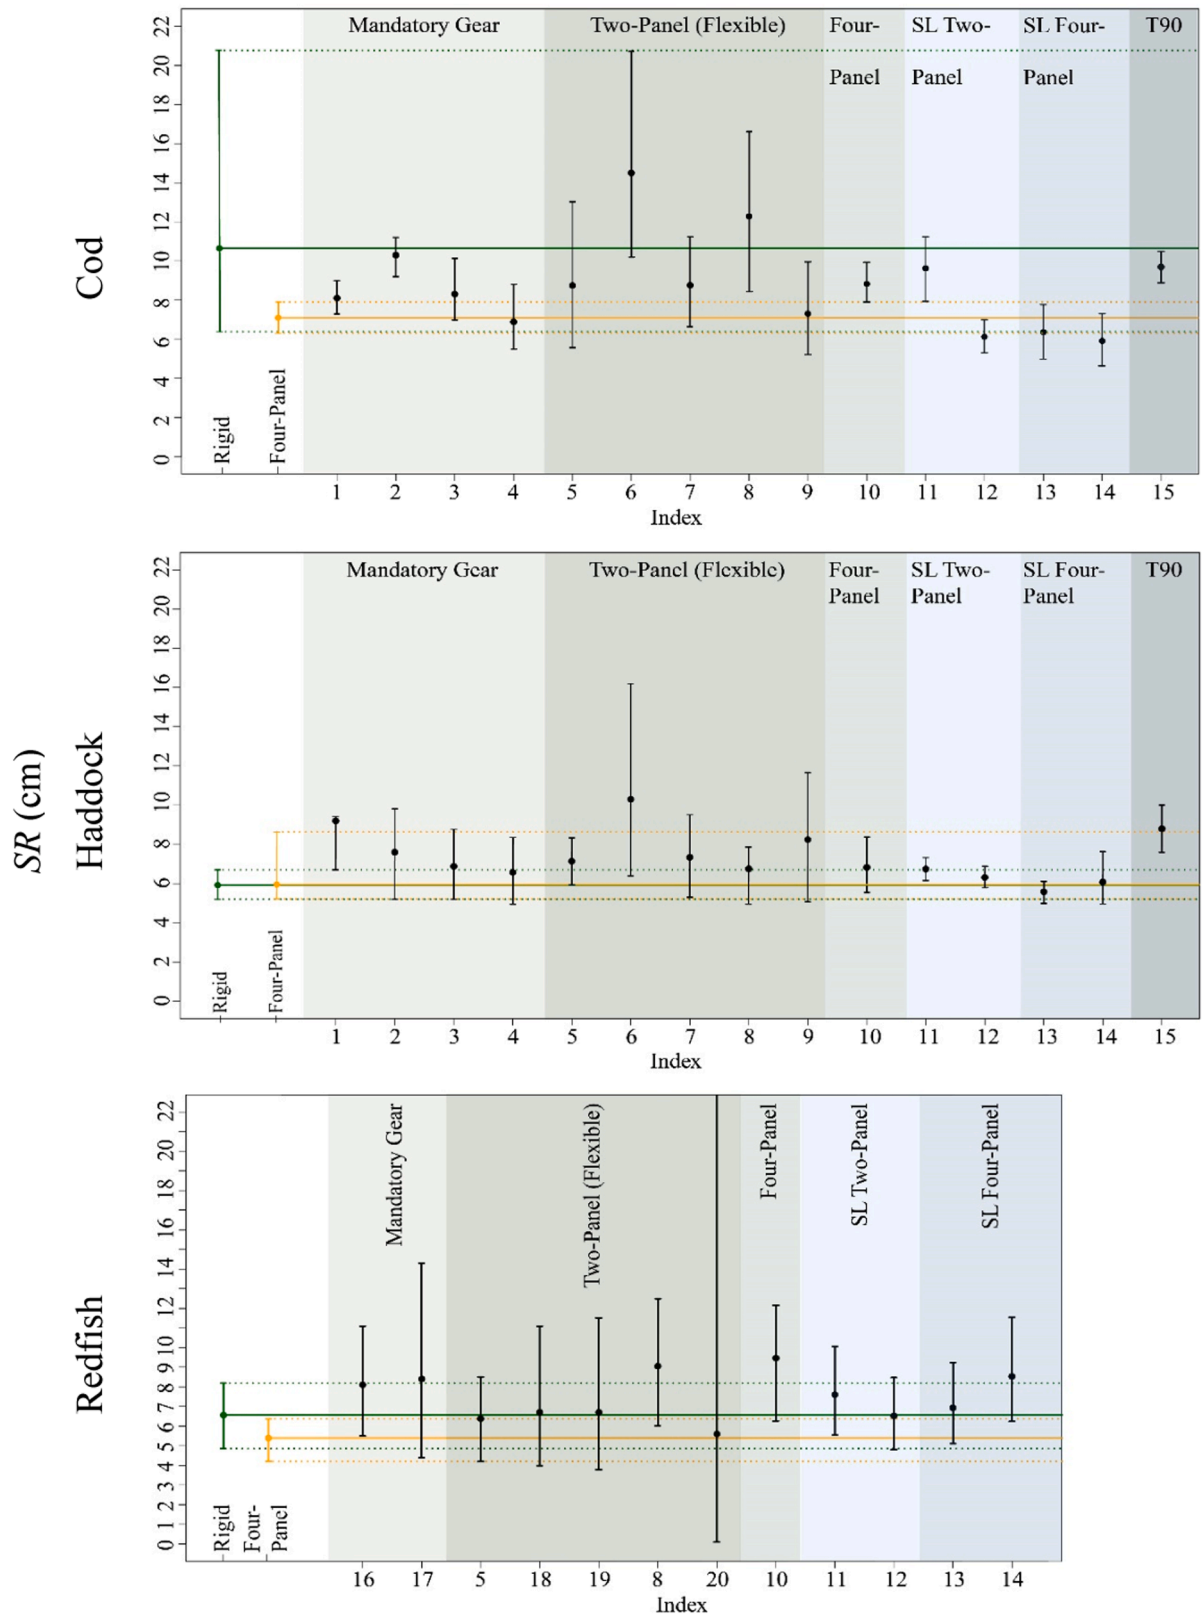 SR (cm)
Cod
22
20
18
16
14
12
10
8
6
4
2
0
Mandatory Gear
Two-Panel (Flexible)
Four-
Panel
SL Two-
Panel
SL Four-
Panel
T90
Rigid
Four-Panel
1 2 3 4 5 6 7 8 9 10 11 12 13 14 15
Index
Haddock
22
20
18
16
14
12
10
8
6
4
2
0
Mandatory Gear
Two-Panel (Flexible)
Four-
Panel
SL Two-
Panel
SL Four-
Panel
T90
Rigid
Four-Panel
1 2 3 4 5 6 7 8 9 10 11 12 13 14 15
Index
Redfish
22
20
18
16
14
12
10
9
8
7
6
5
4
3
2
1
0
Mandatory Gear
Two-Panel (Flexible)
Four-Panel
SL Two-Panel
SL Four-Panel
Rigid
Four-
Panel
16 17 5 18 19 8 20 10 11 12 13 14
Index